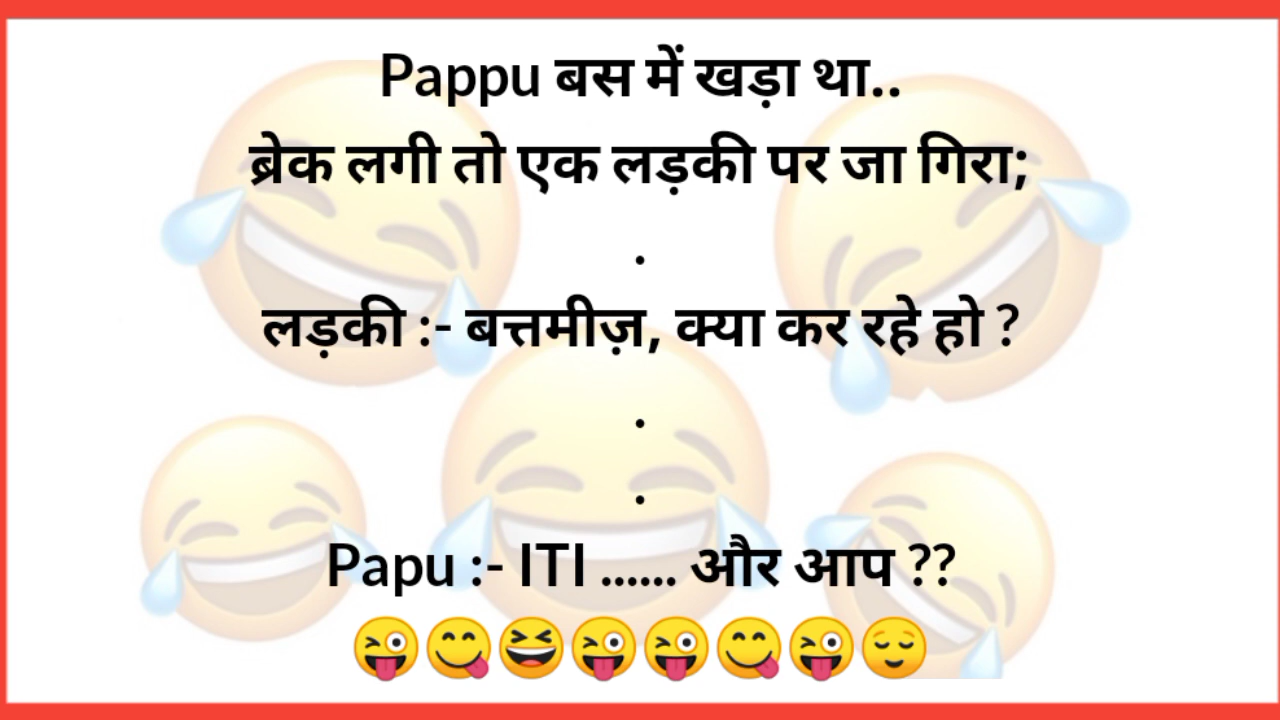 Pappu बस में खड़ा था..
ब्रेक लगी तो एक लड़की पर जा गिरा;
.
लड़की :- बत्तमीज़, क्या कर रहे हो ?
.
.
Papu :- ITI ...... और आप ??
😜😋😆😜😜😋😜😌